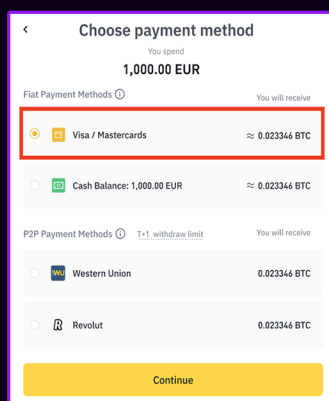 Choose payment method
You spend
1,000.00 EUR
Fiat Payment Methods You will receive
Visa / Mastercards ≈ 0.023346 BTC
Cash Balance: 1,000.00 EUR ≈ 0.023346 BTC
P2P Payment Methods T+1 withdraw limit You will receive
WU Western Union 0.023346 BTC
R Revolut 0.023346 BTC
Continue